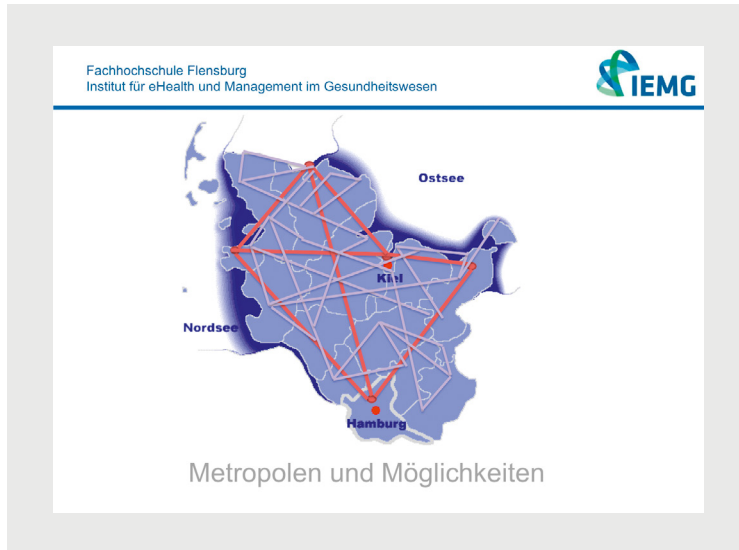 Fachhochschule Flensburg
Institut für eHealth und Management im Gesundheitswesen
IEMG
Ostsee
Kiel
Nordsee
Hamburg
Metropolen und Möglichkeiten